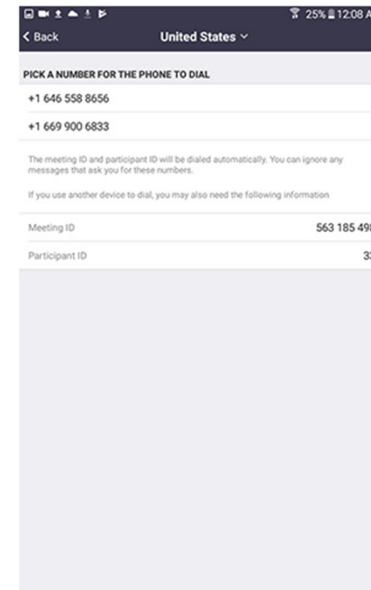 25% 12:08 A
Back
United States
PICK A NUMBER FOR THE PHONE TO DIAL
+1 646 558 8656
+1 669 900 6833
The meeting ID and participant ID will be dialed automatically. You can ignore any
messages that ask you for these numbers.
If you use another device to dial, you may also need the following information
Meeting ID 563 185 498
Participant ID 33